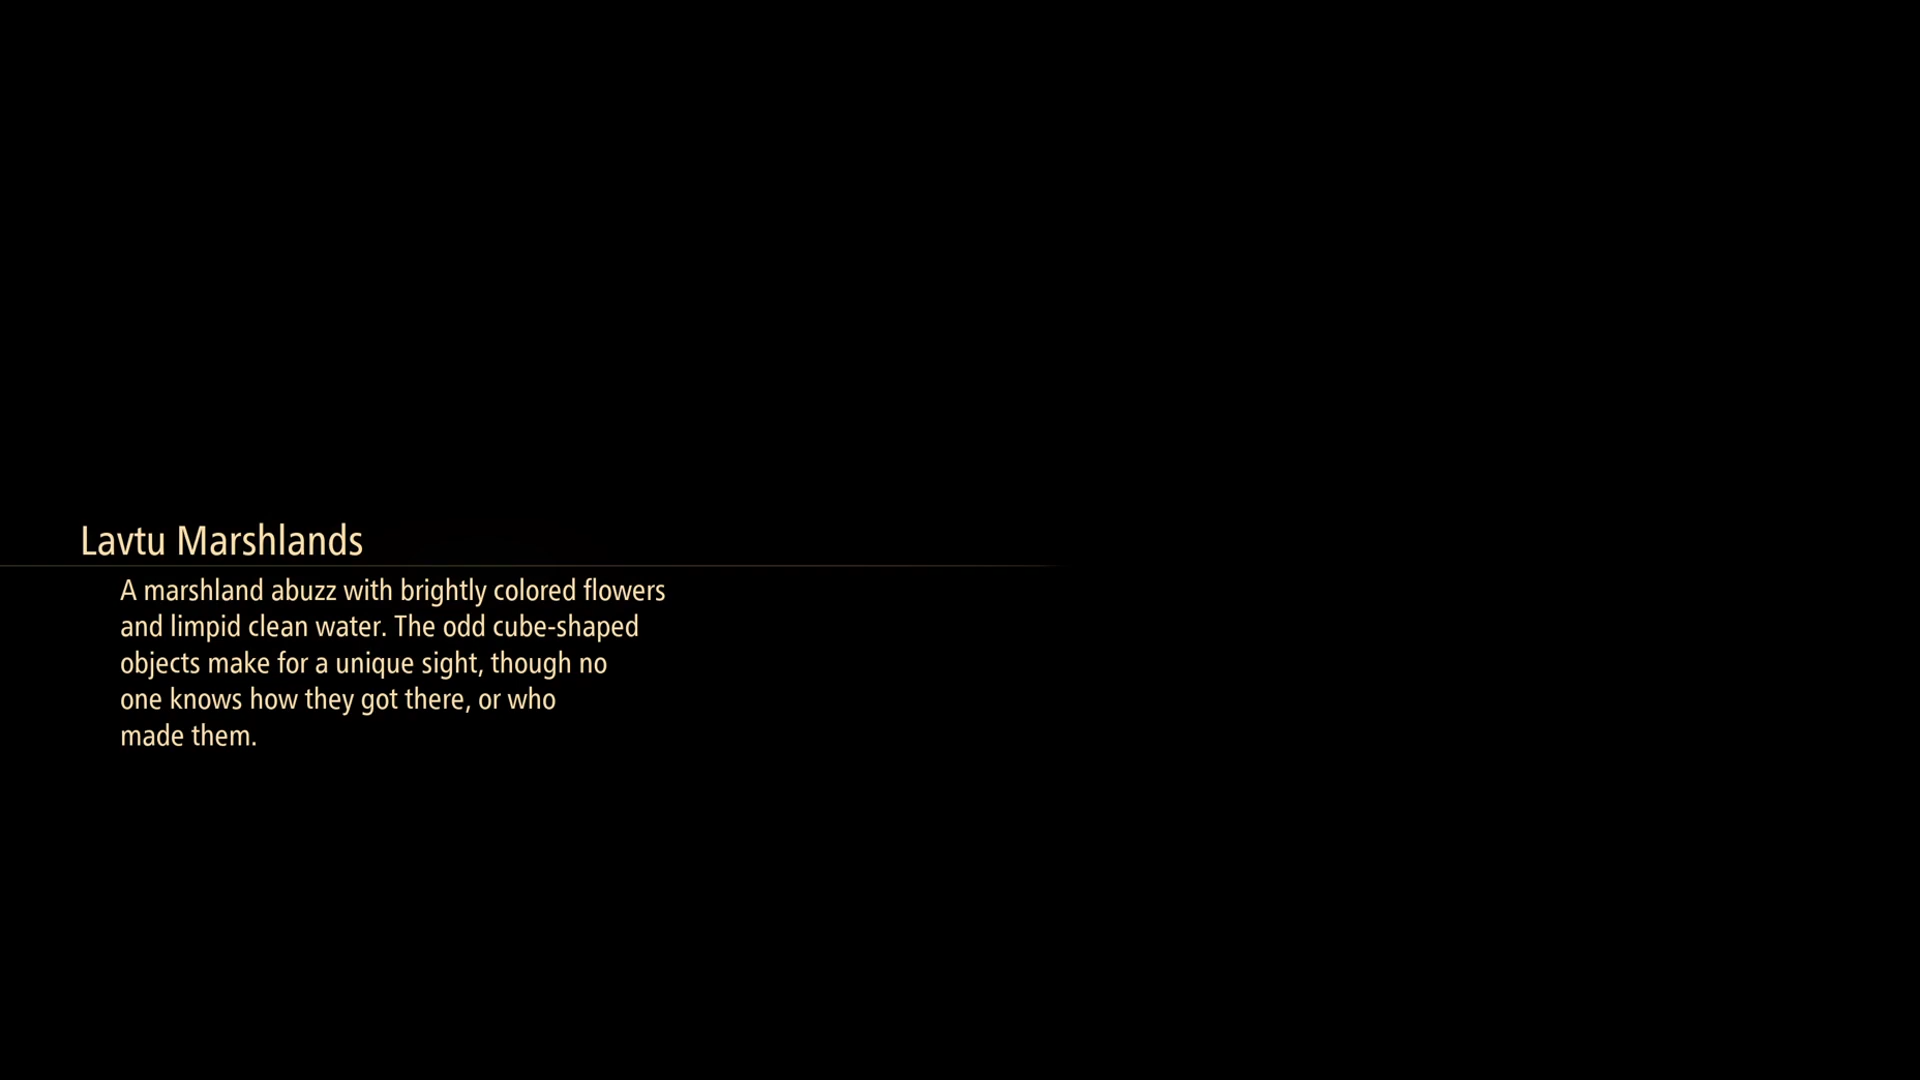 Lavtu Marshlands
A marshland abuzz with brightly colored flowers
and limpid clean water. The odd cube-shaped
objects make for a unique sight, though no
one knows how they got there, or who
made them.